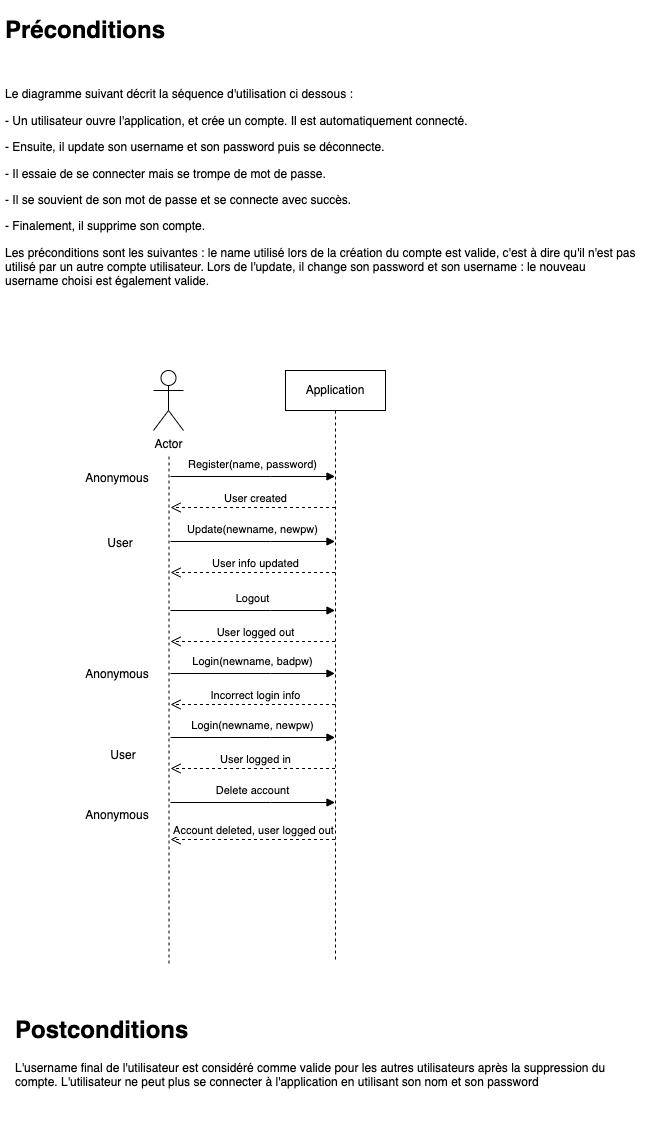 Préconditions
Le diagramme suivant décrit la séquence d'utilisation ci dessous :
- Un utilisateur ouvre l'application, et crée un compte. Il est automatiquement connecté.
- Ensuite, il update son username et son password puis se déconnecte.
- Il essaie de se connecter mais se trompe de mot de passe.
- Il se souvient de son mot de passe et se connecte avec succès.
- Finalement, il supprime son compte.
Les préconditions sont les suivantes : le name utilisé lors de la création du compte est valide, c'est à dire qu'il n'est pas
utilisé par un autre compte utilisateur. Lors de l'update, il change son password et son username : le nouveau
username choisi est également valide.
Application
Actor
Register(name, password)
Anonymous
User created
Update(newname, newpw)
User
User info updated
Logout
User logged out
Login(newname, badpw)
Anonymous
Incorrect login info
Login(newname, newpw)
User
User logged in
Delete account
Anonymous
Account deleted, user logged out
Postconditions
L'username final de l'utilisateur est considéré comme valide pour les autres utilisateurs après la suppression du
compte. L'utilisateur ne peut plus se connecter à l'application en utilisant son nom et son password